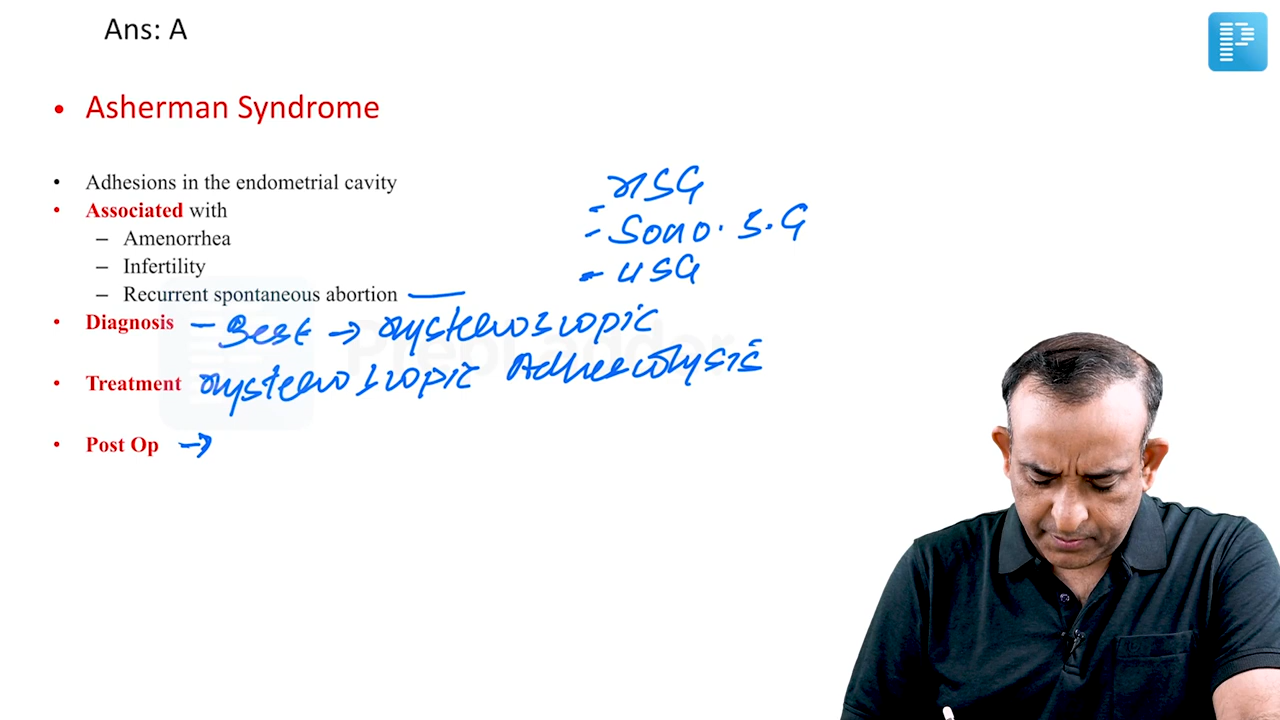 Ans: A
• Asherman Syndrome
• Adhesions in the endometrial cavity
• Associated with
– Amenorrhea
– Infertility
– Recurrent spontaneous abortion
HSG
- Sono. S. G
- USG
• Diagnosis – Best → Hysteroscopic
• Treatment Hysteroscopic Adhesiolysis
• Post Op →